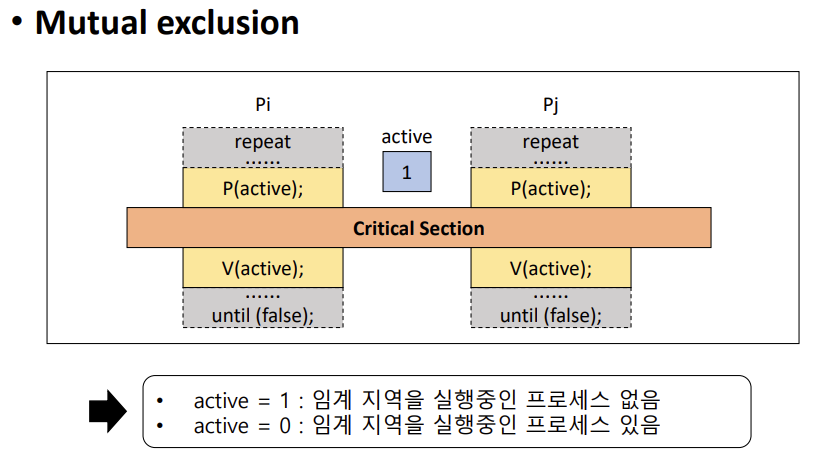 • Mutual exclusion
Pi
Pj
active
1
repeat
......
P(active);
repeat
......
P(active);
Critical Section
V(active);
......
until (false);
V(active);
......
until (false);
• active = 1 : 임계 지역을 실행중인 프로세스 없음
• active = 0 : 임계 지역을 실행중인 프로세스 있음